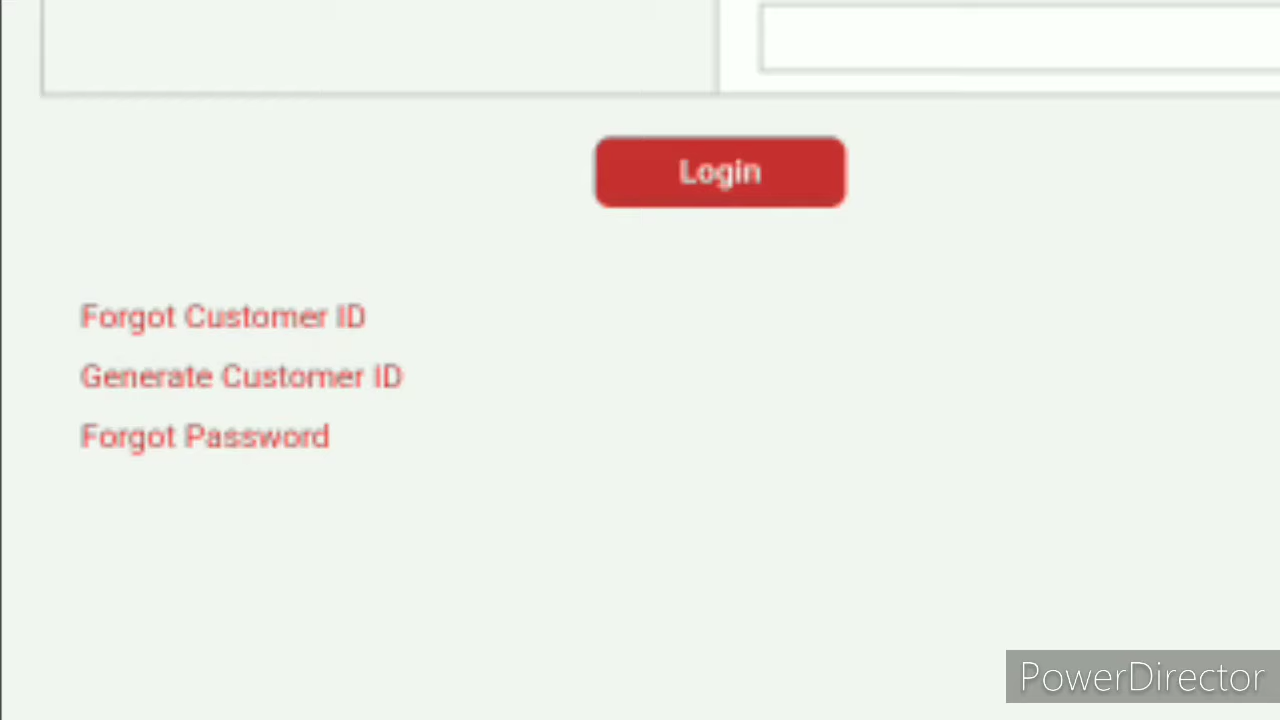 Login
Forgot Customer ID
Generate Customer ID
Forgot Password
PowerDirector